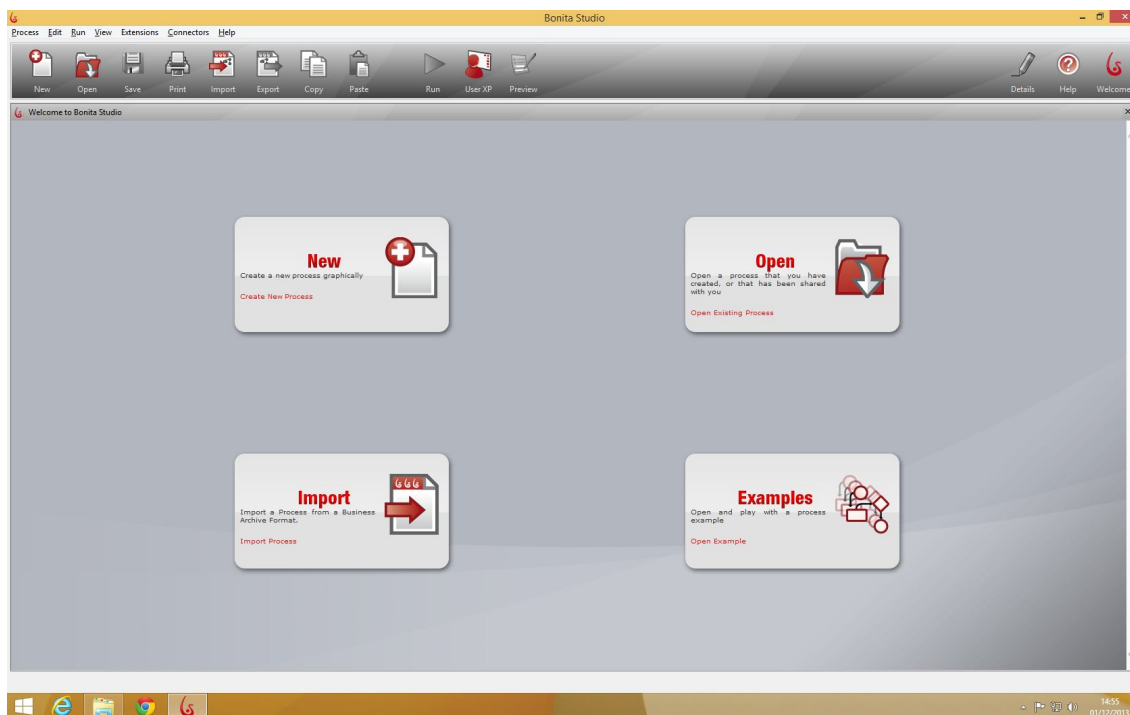 Bonita Studio
Process Edit Run View Extensions Connectors Help
New Open Save Print Import Export Copy Paste Run User XP Preview Details Help Welcome
Welcome to Bonita Studio
New
Create a new process graphically
Create New Process
Open
Open a process that you have
created, or that has been shared
with you
Open Existing Process
Import
Import a Process from a Business
Archive Format.
Import Process
Examples
Open and play with a process
example
Open Example
14:55
01/12/2013